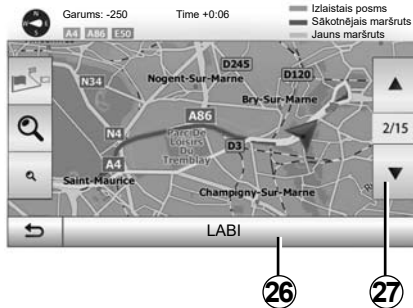 N
Garums: -250
Time +0:06
Izlaistais posms
Sākotnējais maršruts
Jauns maršruts
A4 A86 E50
D245
D120
N34
Nogent-Sur-Marne
Bry-Sur-Marne
A86
N4
Parc De
Loisirs
Du
Tremblay
D3
2/15
A4
Saint-Maurice
Champigny-Sur-Marne
LABI
26
27